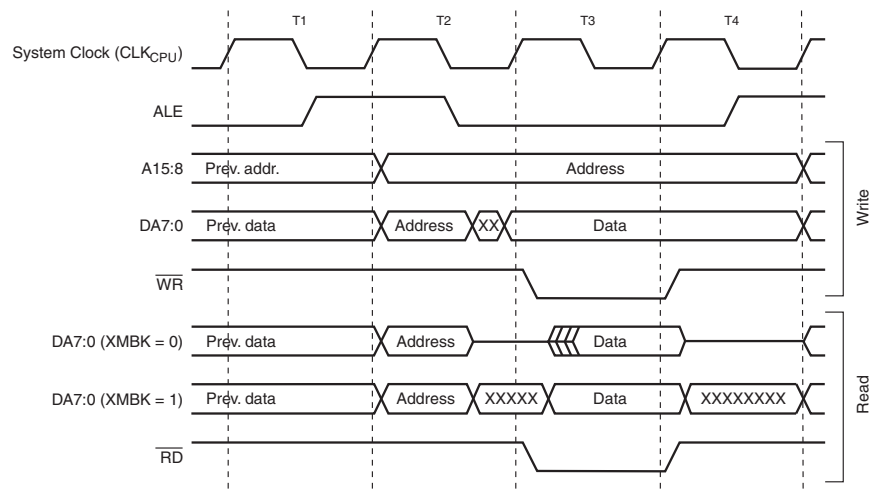 T1 T2 T3 T4
System Clock (CLKCPU)
ALE
A15:8 Prev. addr. Address
DA7:0 Prev. data Address XX Data
WR
Write
DA7:0 (XMBK = 0) Prev. data Address Data
DA7:0 (XMBK = 1) Prev. data Address XXXXX Data XXXXXXXX
RD
Read